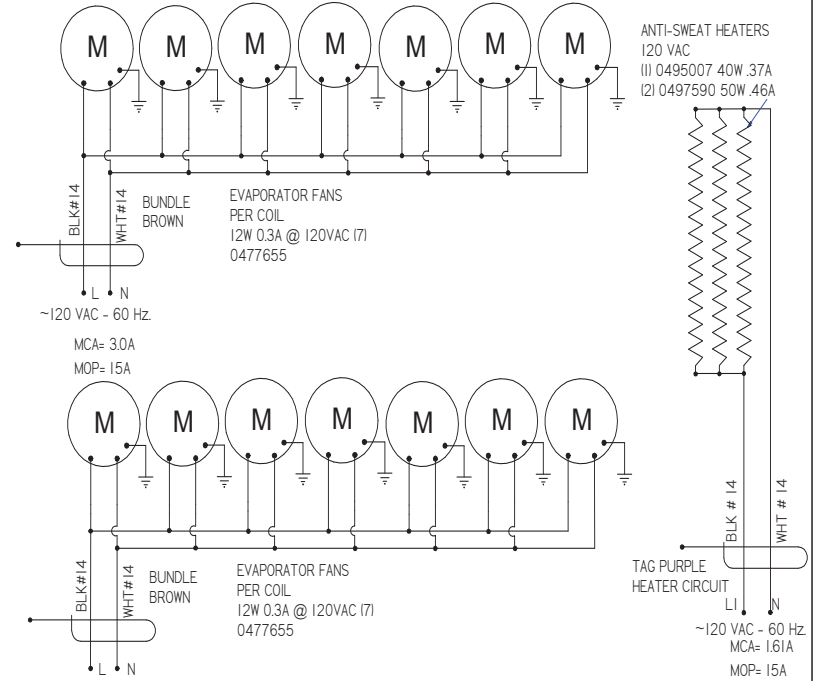 M M M M M M M
ANTI-SWEAT HEATERS
120 VAC
(1) 0495007 40W .37A
(2) 0497590 50W .46A
BLK#14
WHT#14
BUNDLE
BROWN
EVAPORATOR FANS
PER COIL
12W 0.3A @ 120VAC (7)
0477655
L N
~120 VAC - 60 Hz.
MCA= 3.0A
MOP= 15A
M M M M M M M
BLK#14
WHT#14
BUNDLE
BROWN
EVAPORATOR FANS
PER COIL
12W 0.3A @ 120VAC (7)
0477655
L N
BLK # 14
WHT # 14
TAG PURPLE
HEATER CIRCUIT
L1 N
~120 VAC - 60 Hz.
MCA= 1.61A
MOP= 15A